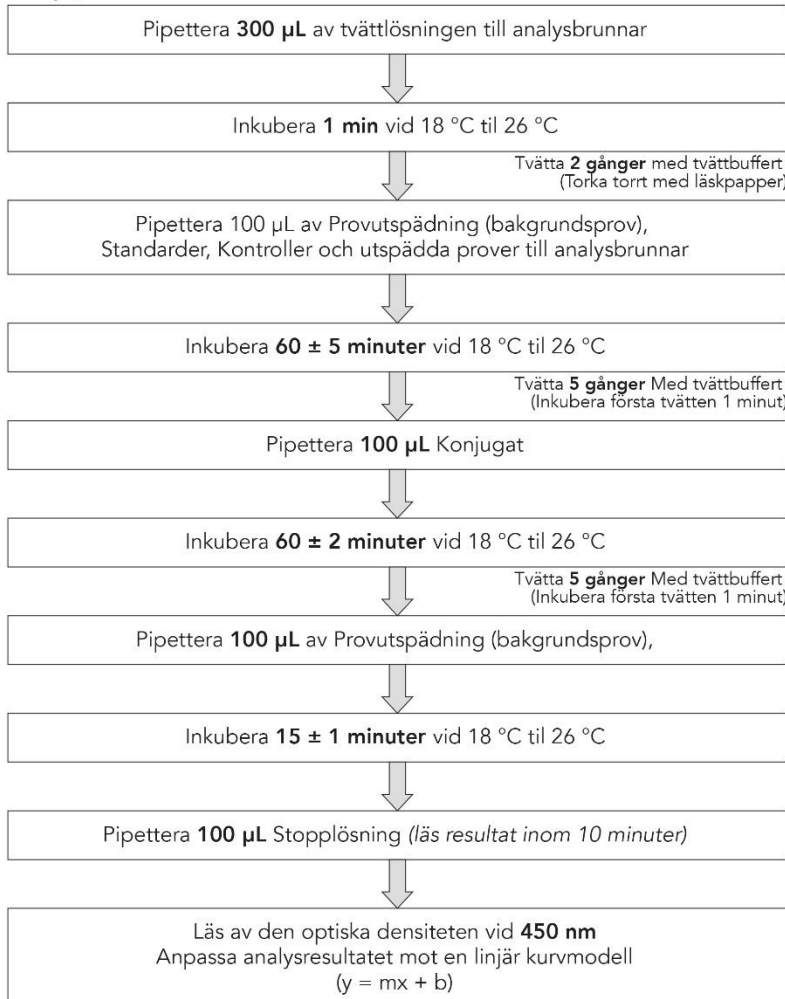 Pipettera 300 µL av tvättlösningen till analysbrunnar
Inkubera 1 min vid 18 °C til 26 °C
Tvätta 2 gånger med tvättbuffert
(Torka torrt med läskpapper)
Pipettera 100 µL av Provutspädning (bakgrundsprov),
Standarder, Kontroller och utspädda prover till analysbrunnar
Inkubera 60 ± 5 minuter vid 18 °C til 26 °C
Tvätta 5 gånger Med tvättbuffert
(Inkubera första tvätten 1 minut)
Pipettera 100 µL Konjugat
Inkubera 60 ± 2 minuter vid 18 °C til 26 °C
Tvätta 5 gånger Med tvättbuffert
(Inkubera första tvätten 1 minut)
Pipettera 100 µL av Provutspädning (bakgrundsprov),
Inkubera 15 ± 1 minuter vid 18 °C til 26 °C
Pipettera 100 µL Stopplösning (läs resultat inom 10 minuter)
Läs av den optiska densiteten vid 450 nm
Anpassa analysresultatet mot en linjär kurvmodell
(y = mx + b)